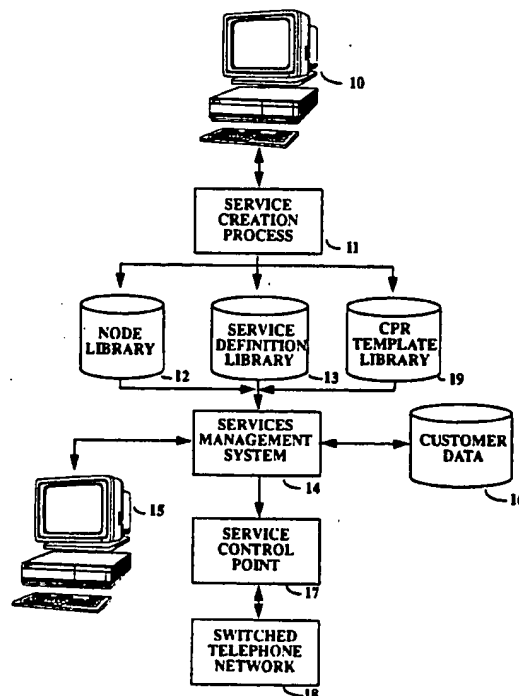 10
SERVICE
CREATION
PROCESS
11
NODE
LIBRARY
12
SERVICE
DEFINITION
LIBRARY
13
CPR
TEMPLATE
LIBRARY
19
SERVICES
MANAGEMENT
SYSTEM
14
CUSTOMER
DATA
16
15
SERVICE
CONTROL
POINT
17
SWITCHED
TELEPHONE
NETWORK
18